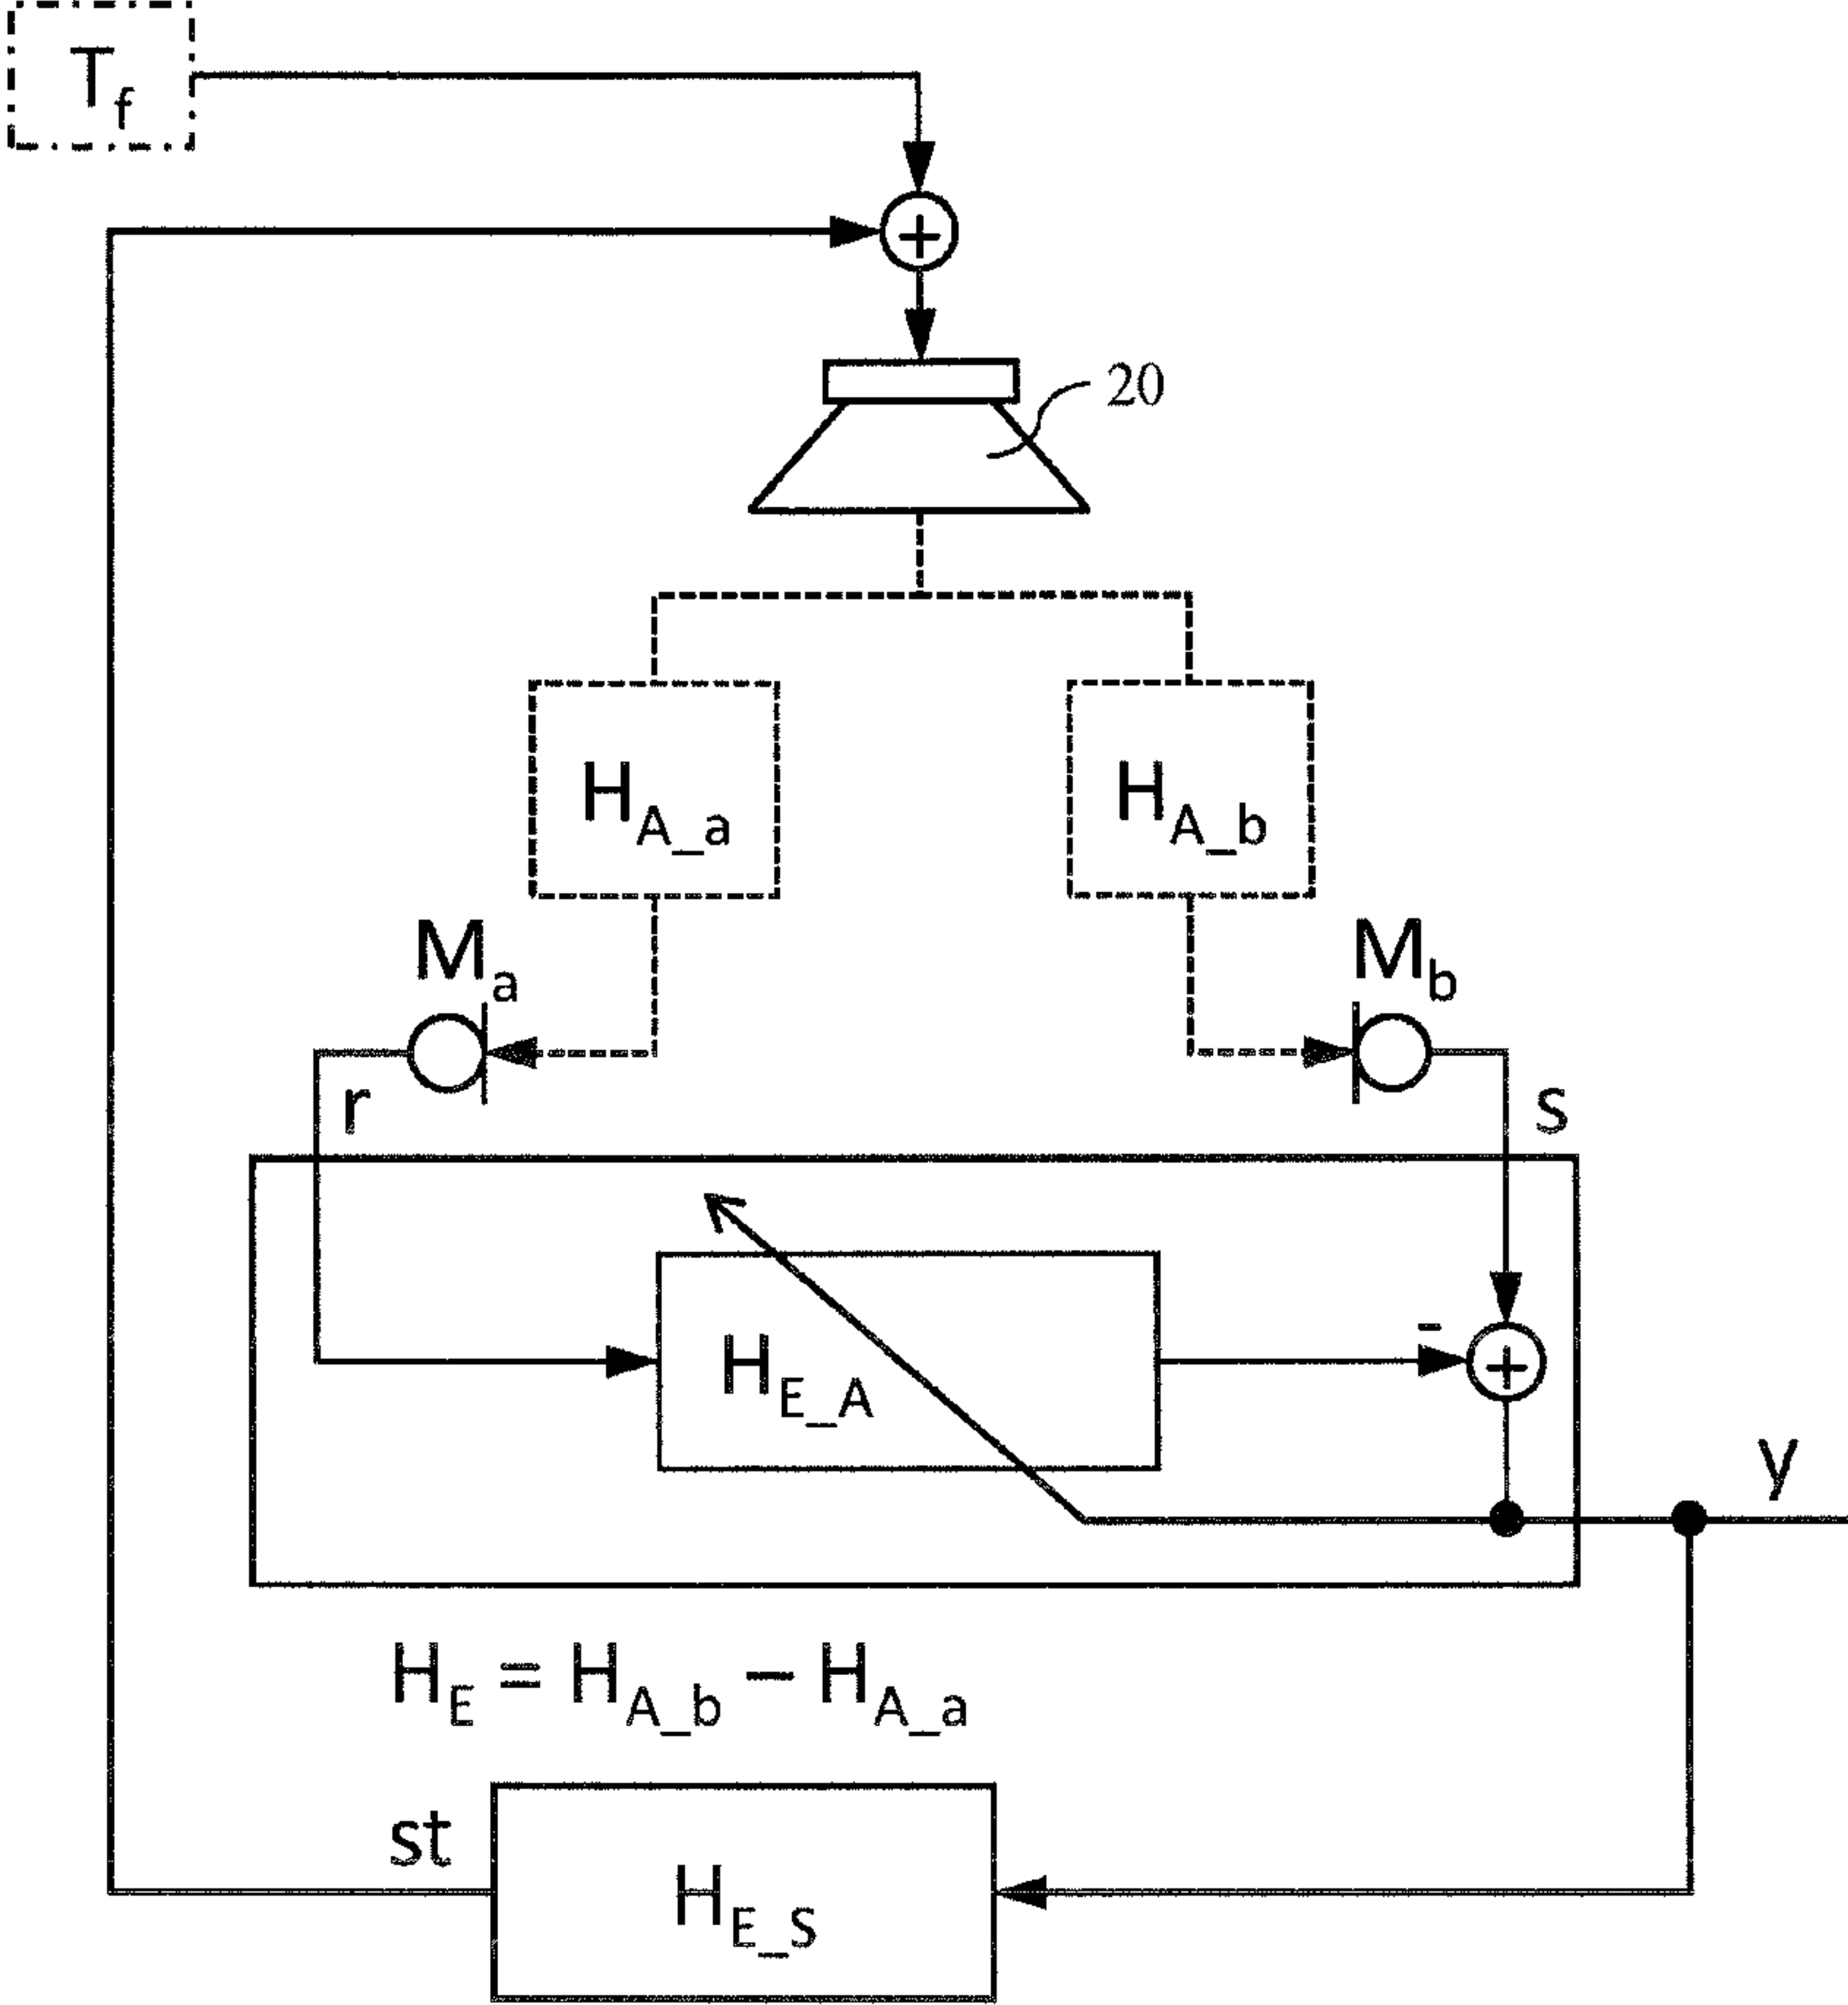 T_f
+
20
H_A_a
H_A_b
M_a
M_b
r
s
H_E_A
-
+
y
H_E = H_A_b – H_A_a
st
H_E_S